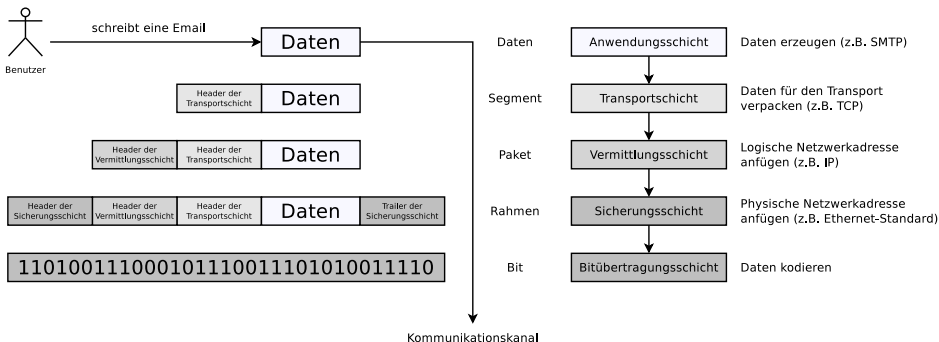 schreibt eine Email
Benutzer
Daten
Daten
Anwendungsschicht
Daten erzeugen (z.B. SMTP)
Header der
Transportschicht
Daten
Segment
Transportschicht
Daten für den Transport
verpacken (z.B. TCP)
Header der
Vermittlungsschicht
Header der
Transportschicht
Daten
Paket
Vermittlungsschicht
Logische Netzwerkadresse
anfügen (z.B. IP)
Header der
Sicherungsschicht
Header der
Vermittlungsschicht
Header der
Transportschicht
Daten
Trailer der
Sicherungsschicht
Rahmen
Sicherungsschicht
Physische Netzwerkadresse
anfügen (z.B. Ethernet-Standard)
110100111000101110011101010011110
Bit
Bitübertragungsschicht
Daten kodieren
Kommunikationskanal